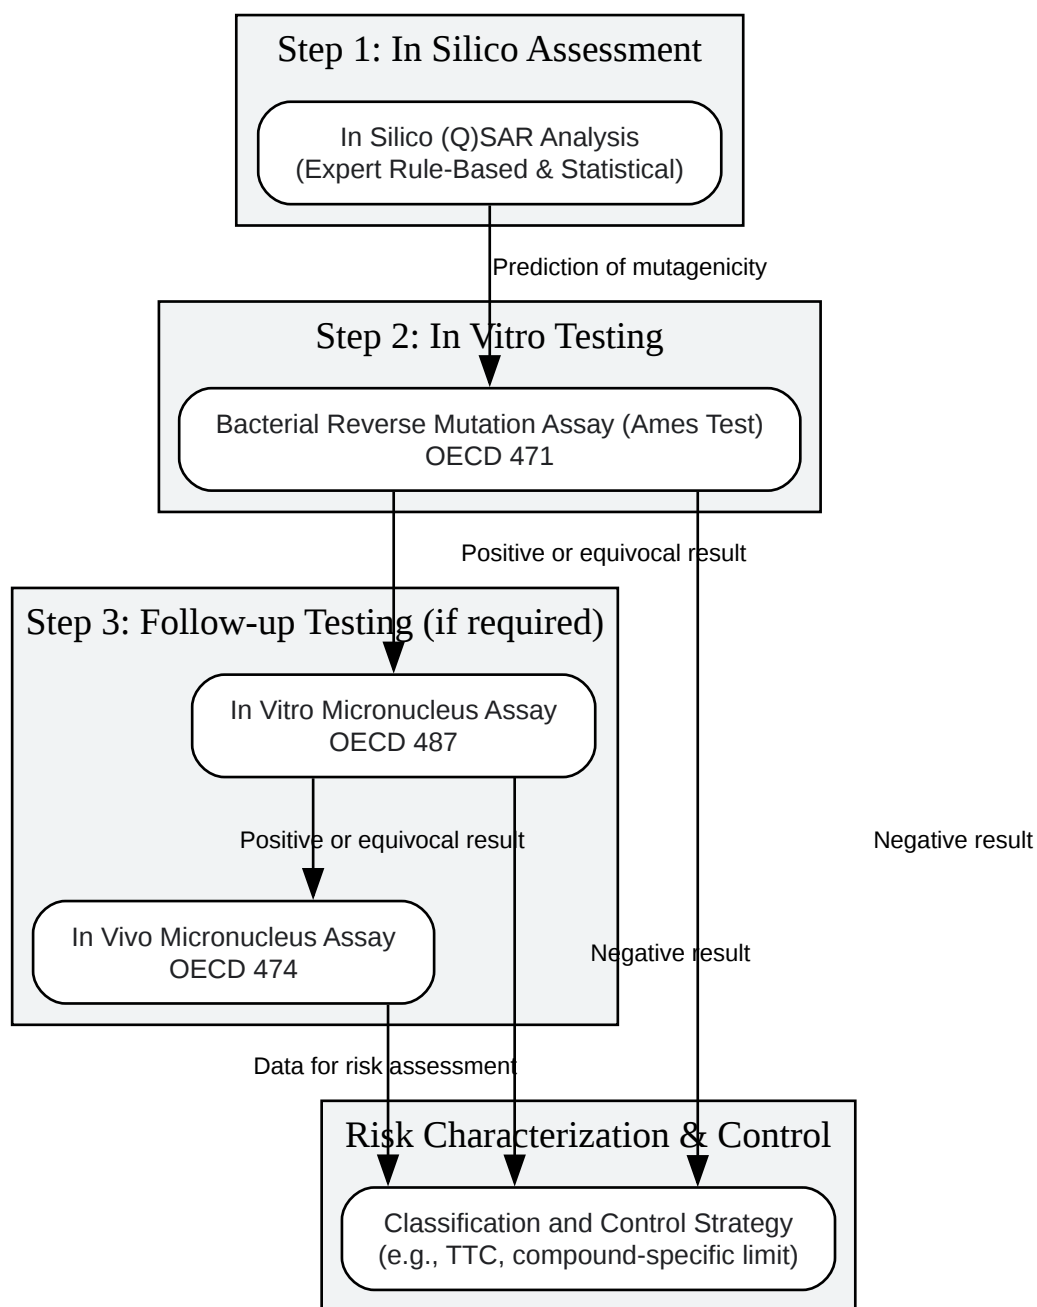 Step 1: In Silico Assessment
In Silico (Q)SAR Analysis
(Expert Rule-Based & Statistical)
Prediction of mutagenicity
Step 2: In Vitro Testing
Bacterial Reverse Mutation Assay (Ames Test)
OECD 471
Positive or equivocal result
Step 3: Follow-up Testing (if required)
In Vitro Micronucleus Assay
OECD 487
Positive or equivocal result
Negative result
In Vivo Micronucleus Assay
OECD 474
Negative result
Data for risk assessment
Risk Characterization & Control
Classification and Control Strategy
(e.g., TTC, compound-specific limit)